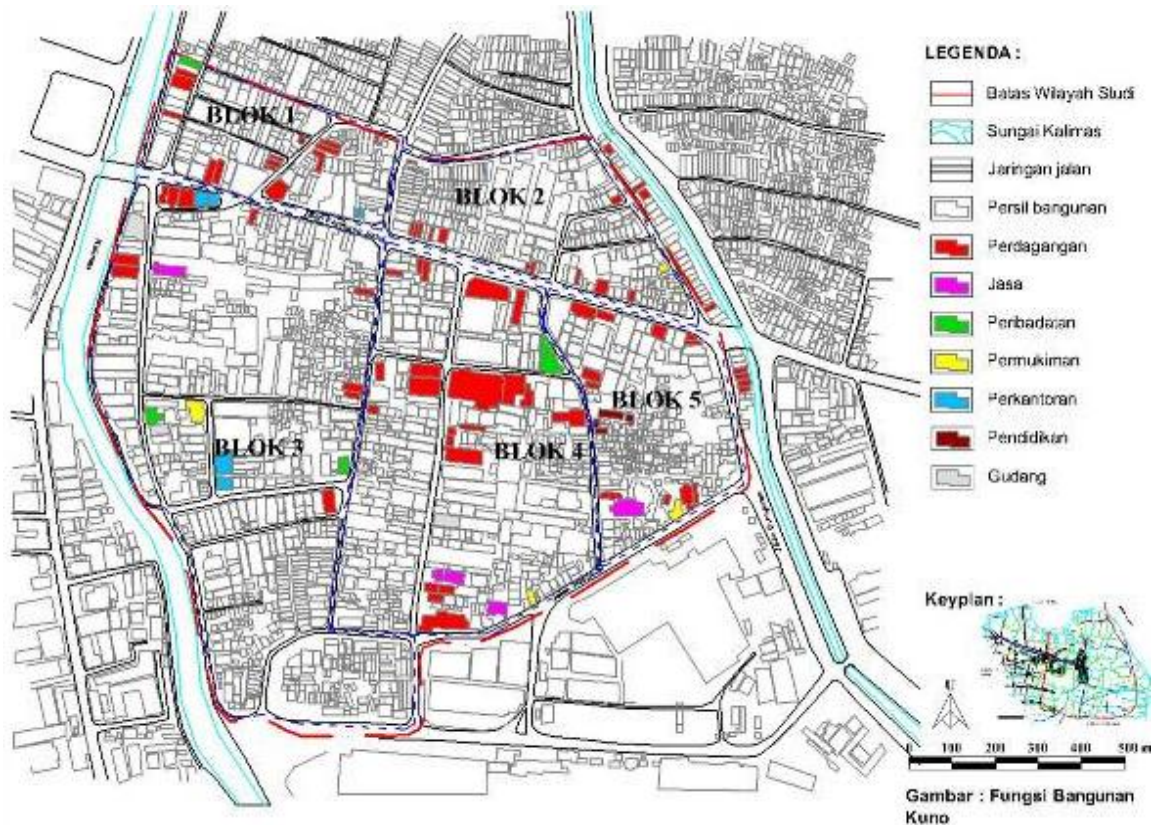 BLOK 1
BLOK 2
BLOK 3
BLOK 4
BLOK 5
LEGENDA :
Batas Wilayah Studi
Sungai Kalimas
Jaringan jalan
Persil bangunan
Perdagangan
Jasa
Peribadatan
Permukiman
Perkantoran
Pendidikan
Gudang
Keyplan :
U
0 100 200 300 400 500 m
Gambar : Fungsi Bangunan
Kuno